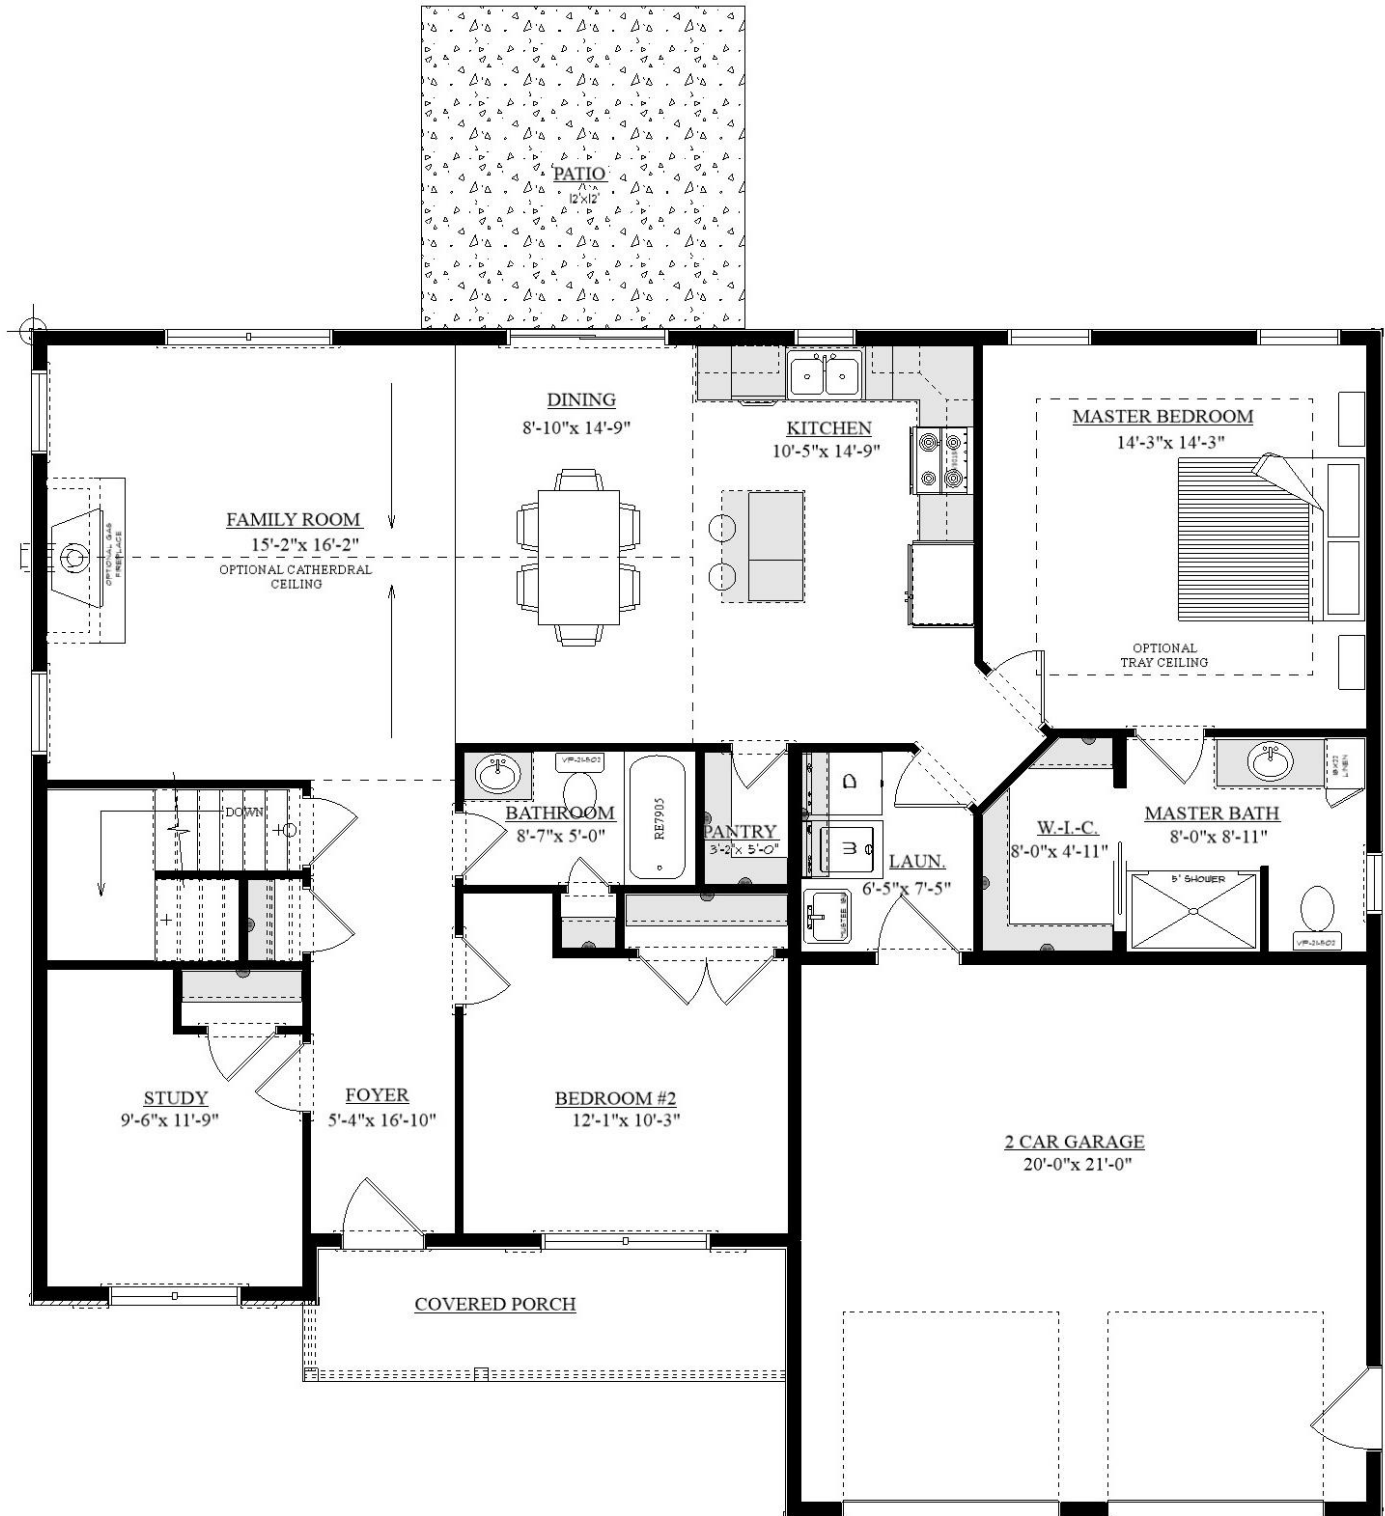 PATIO
12'x12'
DINING
8'-10"x 14'-9"
KITCHEN
10'-5"x 14'-9"
MASTER BEDROOM
14'-3"x 14'-3"
FAMILY ROOM
15'-2"x 16'-2"
OPTIONAL CATHERDRAL
CEILING
OPTIONAL GAS
FIREPLACE
OPTIONAL
TRAY CEILING
DOWN
BATHROOM
8'-7"x 5'-0"
RE7905
PANTRY
3'-2"x 5'-0"
D
W
LAUN.
6'-5"x 7'-5"
W.-I.-C.
8'-0"x 4'-11"
MASTER BATH
8'-0"x 8'-11"
LINEN
5' SHOWER
STUDY
9'-6"x 11'-9"
FOYER
5'-4"x 16'-10"
BEDROOM #2
12'-1"x 10'-3"
2 CAR GARAGE
20'-0"x 21'-0"
COVERED PORCH